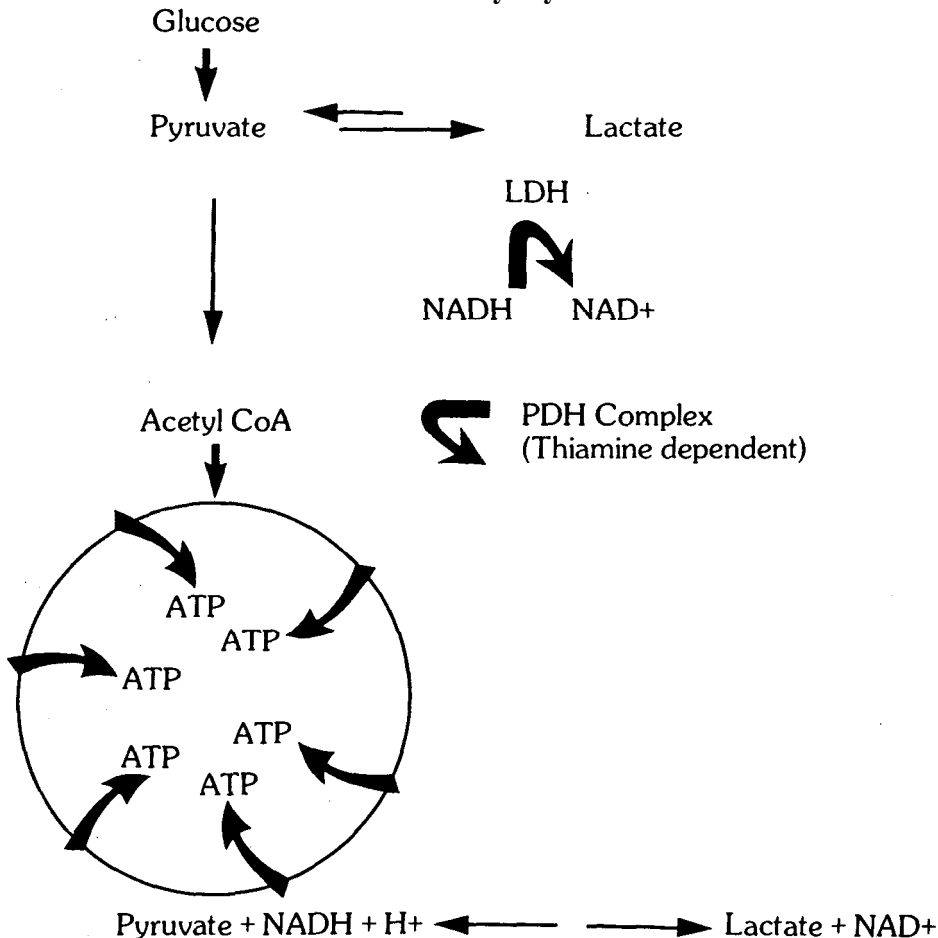 Glucose
Pyruvate Lactate
LDH
NADH NAD+
Acetyl CoA PDH Complex
(Thiamine dependent)
ATP
ATP
ATP
ATP
ATP
ATP
Pyruvate + NADH + H+ Lactate + NAD+